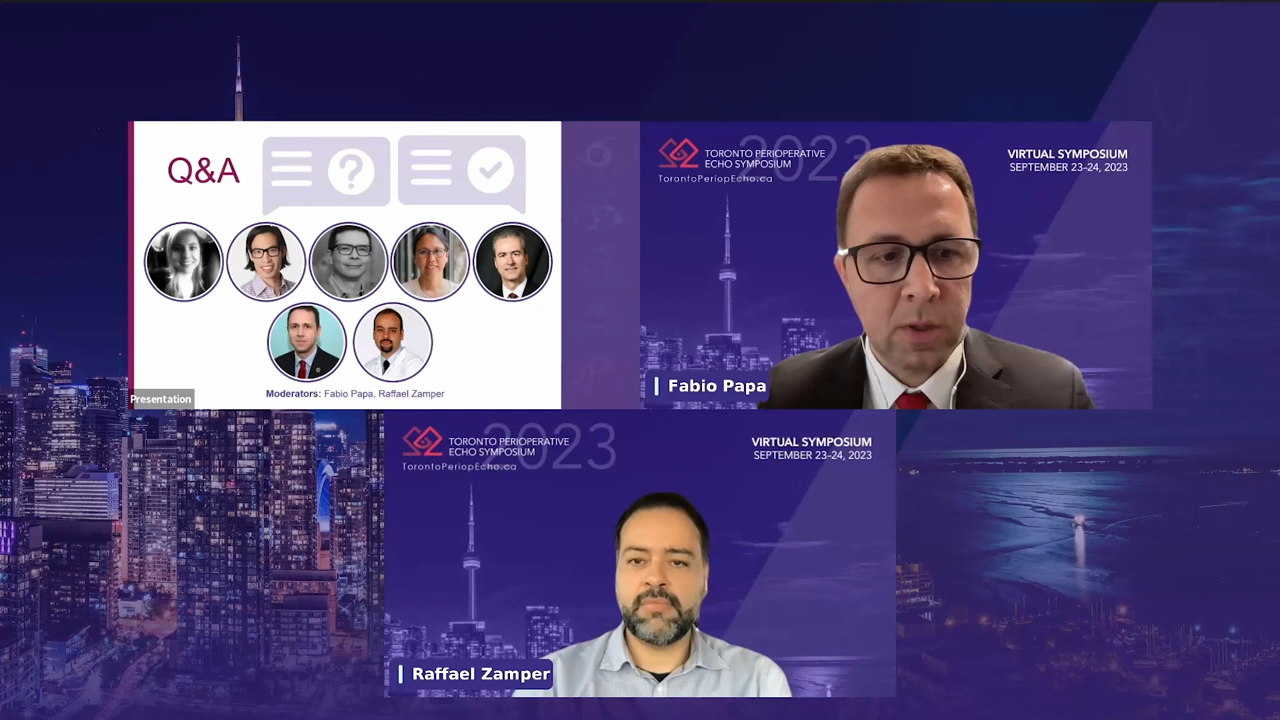 Q&A
Moderators: Fabio Papa, Raffael Zamper
Presentation
2023
TORONTO PERIOPERATIVE
ECHO SYMPOSIUM
TorontoPeriopEcho.ca
VIRTUAL SYMPOSIUM
SEPTEMBER 23-24, 2023
Fabio Papa
2023
TORONTO PERIOPERATIVE
ECHO SYMPOSIUM
TorontoPeriopEcho.ca
VIRTUAL SYMPOSIUM
SEPTEMBER 23-24, 2023
Raffael Zamper